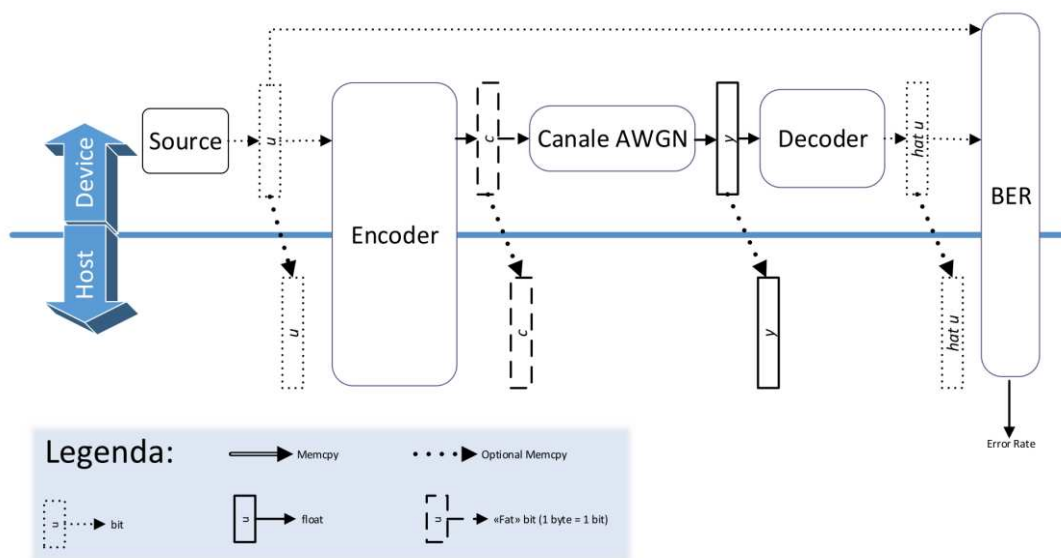 Device
Host
Source
u
Encoder
c
Canale AWGN
y
Decoder
hat u
BER
u
c
y
hat u
Error Rate
Legenda:
Memcpy
Optional Memcpy
u
bit
u
float
u
«Fat» bit (1 byte = 1 bit)